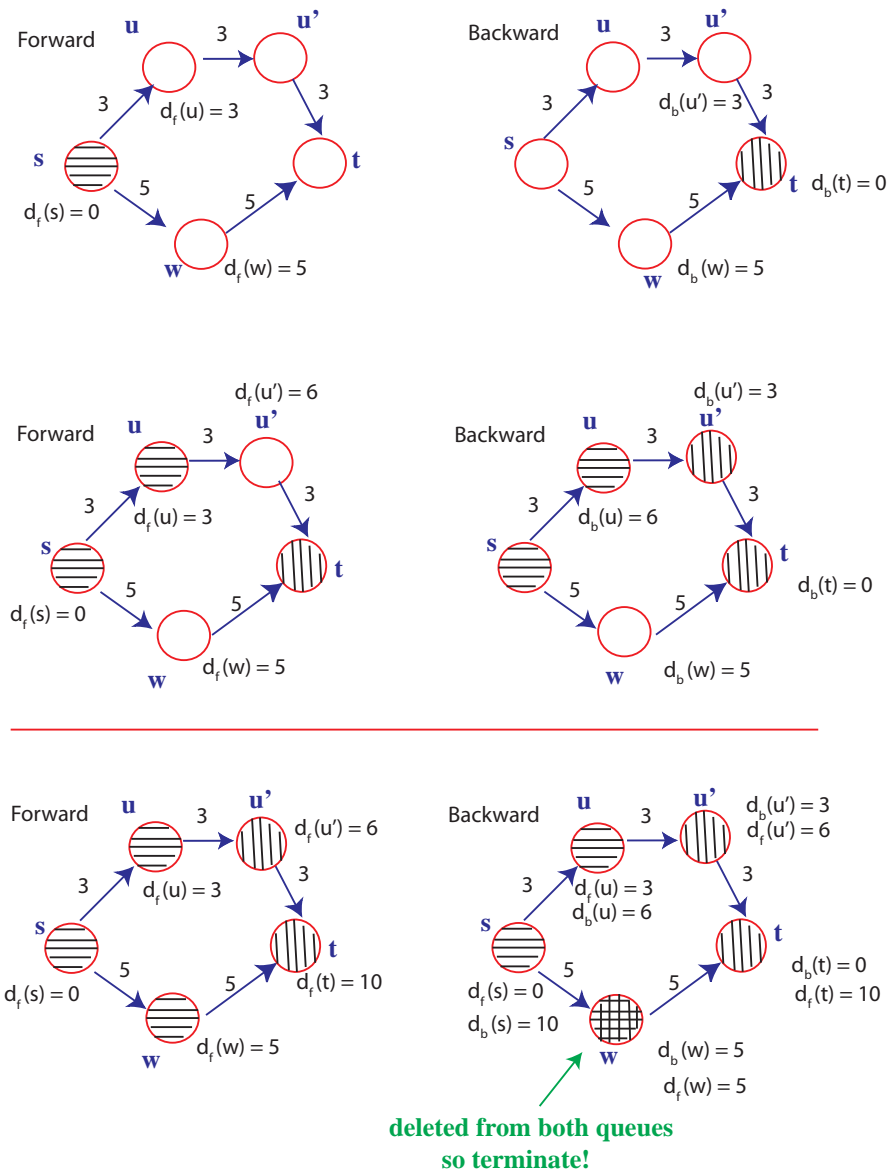 Forward
u
3
u’
3
d_f(u) = 3
3
s
t
5
5
d_f(s) = 0
w
d_f(w) = 5
Backward
u
3
u’
3
d_b(u') = 3
3
s
5
5
t
d_b(t) = 0
w
d_b(w) = 5
d_f(u') = 6
Forward
u
3
u’
3
3
d_f(u) = 3
s
t
5
5
d_f(s) = 0
w
d_f(w) = 5
d_b(u') = 3
Backward
u
3
u’
3
3
d_b(u) = 6
s
t
5
5
d_b(t) = 0
w
d_b(w) = 5
Forward
u
3
u’
d_f(u') = 6
3
3
d_f(u) = 3
s
t
5
5
d_f(s) = 0
d_f(t) = 10
w
d_f(w) = 5
Backward
u
3
u’
d_b(u') = 3
d_f(u') = 6
3
3
d_f(u) = 3
d_b(u) = 6
s
t
5
5
d_f(s) = 0
d_b(s) = 10
d_b(t) = 0
d_f(t) = 10
w
d_b(w) = 5
d_f(w) = 5
deleted from both queues
so terminate!